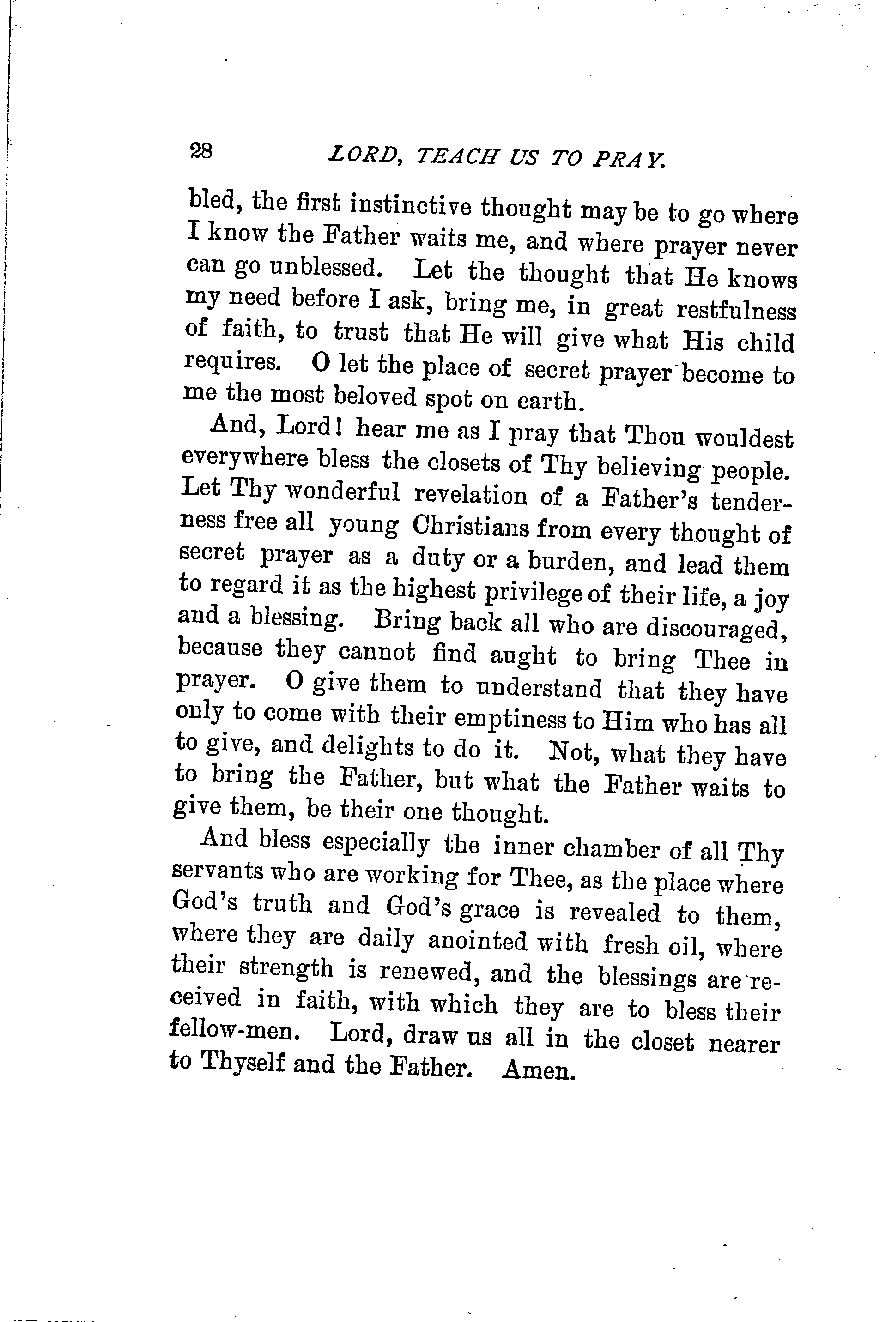 28 LORD, TEACH US TO PRAY.
bled, the first instinctive thought may be to go where
I know the Father waits me, and where prayer never
can go unblessed. Let the thought that He knows
my need before I ask, bring me, in great restfulness
of faith, to trust that He will give what His child
requires. O let the place of secret prayer become to
me the most beloved spot on earth.
And, Lord! hear me as I pray that Thou wouldest
everywhere bless the closets of Thy believing people.
Let Thy wonderful revelation of a Father's tender-
ness free all young Christians from every thought of
secret prayer as a duty or a burden, and lead them
to regard it as the highest privilege of their life, a joy
and a blessing. Bring back all who are discouraged,
because they cannot find aught to bring Thee in
prayer. O give them to understand that they have
only to come with their emptiness to Him who has all
to give, and delights to do it. Not, what they have
to bring the Father, but what the Father waits to
give them, be their one thought.
And bless especially the inner chamber of all Thy
servants who are working for Thee, as the place where
God's truth and God's grace is revealed to them,
where they are daily anointed with fresh oil, where
their strength is renewed, and the blessings are re-
ceived in faith, with which they are to bless their
fellow-men. Lord, draw us all in the closet nearer
to Thyself and the Father. Amen.